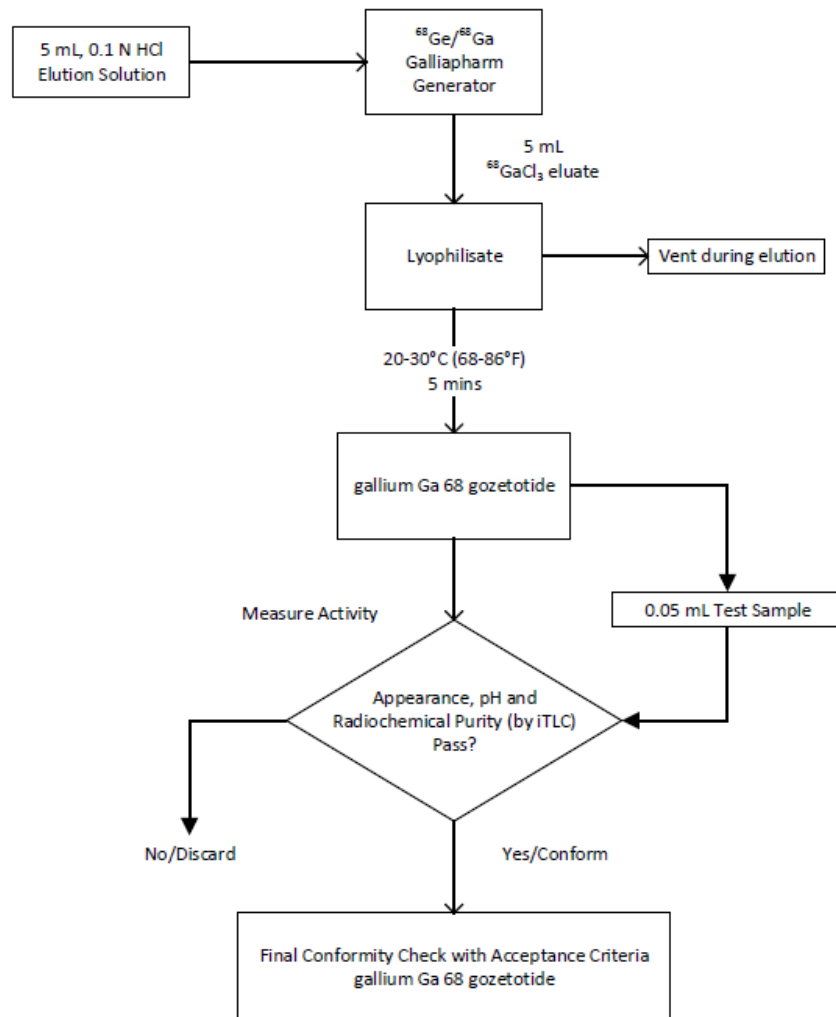 5 mL, 0.1 N HCl
Elution Solution
⁶⁸Ge/⁶⁸Ga
Galliapharm
Generator
5 mL
⁶⁸GaCl₃ eluate
Lyophilisate
Vent during elution
20-30°C (68-86°F)
5 mins
gallium Ga 68 gozetotide
0.05 mL Test Sample
Measure Activity
Appearance, pH and
Radiochemical Purity (by iTLC)
Pass?
No/Discard
Yes/Conform
Final Conformity Check with Acceptance Criteria
gallium Ga 68 gozetotide